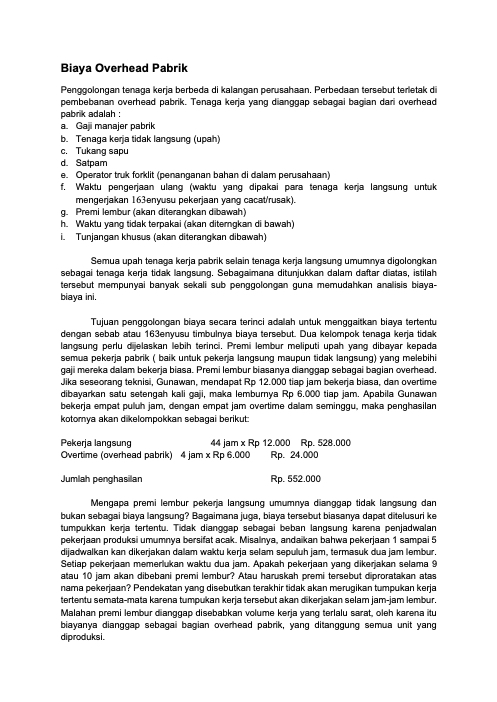 Biaya Overhead Pabrik
Penggolongan tenaga kerja berbeda di kalangan perusahaan. Perbedaan tersebut terletak di
pembebanan overhead pabrik. Tenaga kerja yang dianggap sebagai bagian dari overhead
pabrik adalah :
a. Gaji manajer pabrik
b. Tenaga kerja tidak langsung (upah)
c. Tukang sapu
d. Satpam
e. Operator truk forklit (penanganan bahan di dalam perusahaan)
f. Waktu pengerjaan ulang (waktu yang dipakai para tenaga kerja langsung untuk
mengerjakan 163enyusu pekerjaan yang cacat/rusak).
g. Premi lembur (akan diterangkan dibawah)
h. Waktu yang tidak terpakai (akan diterngkan di bawah)
i. Tunjangan khusus (akan diterangkan dibawah)
Semua upah tenaga kerja pabrik selain tenaga kerja langsung umumnya digolongkan
sebagai tenaga kerja tidak langsung. Sebagaimana ditunjukkan dalam daftar diatas, istilah
tersebut mempunyai banyak sekali sub penggolongan guna memudahkan analisis biaya-
biaya ini.
Tujuan penggolongan biaya secara terinci adalah untuk menggaitkan biaya tertentu
dengan sebab atau 163enyusu timbulnya biaya tersebut. Dua kelompok tenaga kerja tidak
langsung perlu dijelaskan lebih terinci. Premi lembur meliputi upah yang dibayar kepada
semua pekerja pabrik ( baik untuk pekerja langsung maupun tidak langsung) yang melebihi
gaji mereka dalam bekerja biasa. Premi lembur biasanya dianggap sebagai bagian overhead.
Jika seseorang teknisi, Gunawan, mendapat Rp 12.000 tiap jam bekerja biasa, dan overtime
dibayarkan satu setengah kali gaji, maka lemburnya Rp 6.000 tiap jam. Apabila Gunawan
bekerja empat puluh jam, dengan empat jam overtime dalam seminggu, maka penghasilan
kotornya akan dikelompokkan sebagai berikut:
Pekerja langsung 44 jam x Rp 12.000 Rp. 528.000
Overtime (overhead pabrik) 4 jam x Rp 6.000 Rp. 24.000
Jumlah penghasilan Rp. 552.000
Mengapa premi lembur pekerja langsung umumnya dianggap tidak langsung dan
bukan sebagai biaya langsung? Bagaimana juga, biaya tersebut biasanya dapat ditelusuri ke
tumpukkan kerja tertentu. Tidak dianggap sebagai beban langsung karena penjadwalan
pekerjaan produksi umumnya bersifat acak. Misalnya, andaikan bahwa pekerjaan 1 sampai 5
dijadwalkan kan dikerjakan dalam waktu kerja selam sepuluh jam, termasuk dua jam lembur.
Setiap pekerjaan memerlukan waktu dua jam. Apakah pekerjaan yang dikerjakan selama 9
atau 10 jam akan dibebani premi lembur? Atau haruskah premi tersebut diproratakan atas
nama pekerjaan? Pendekatan yang disebutkan terakhir tidak akan merugikan tumpukan kerja
tertentu semata-mata karena tumpukan kerja tersebut akan dikerjakan selam jam-jam lembur.
Malahan premi lembur dianggap disebabkan volume kerja yang terlalu sarat, oleh karena itu
biayanya dianggap sebagai bagian overhead pabrik, yang ditanggung semua unit yang
diproduksi.